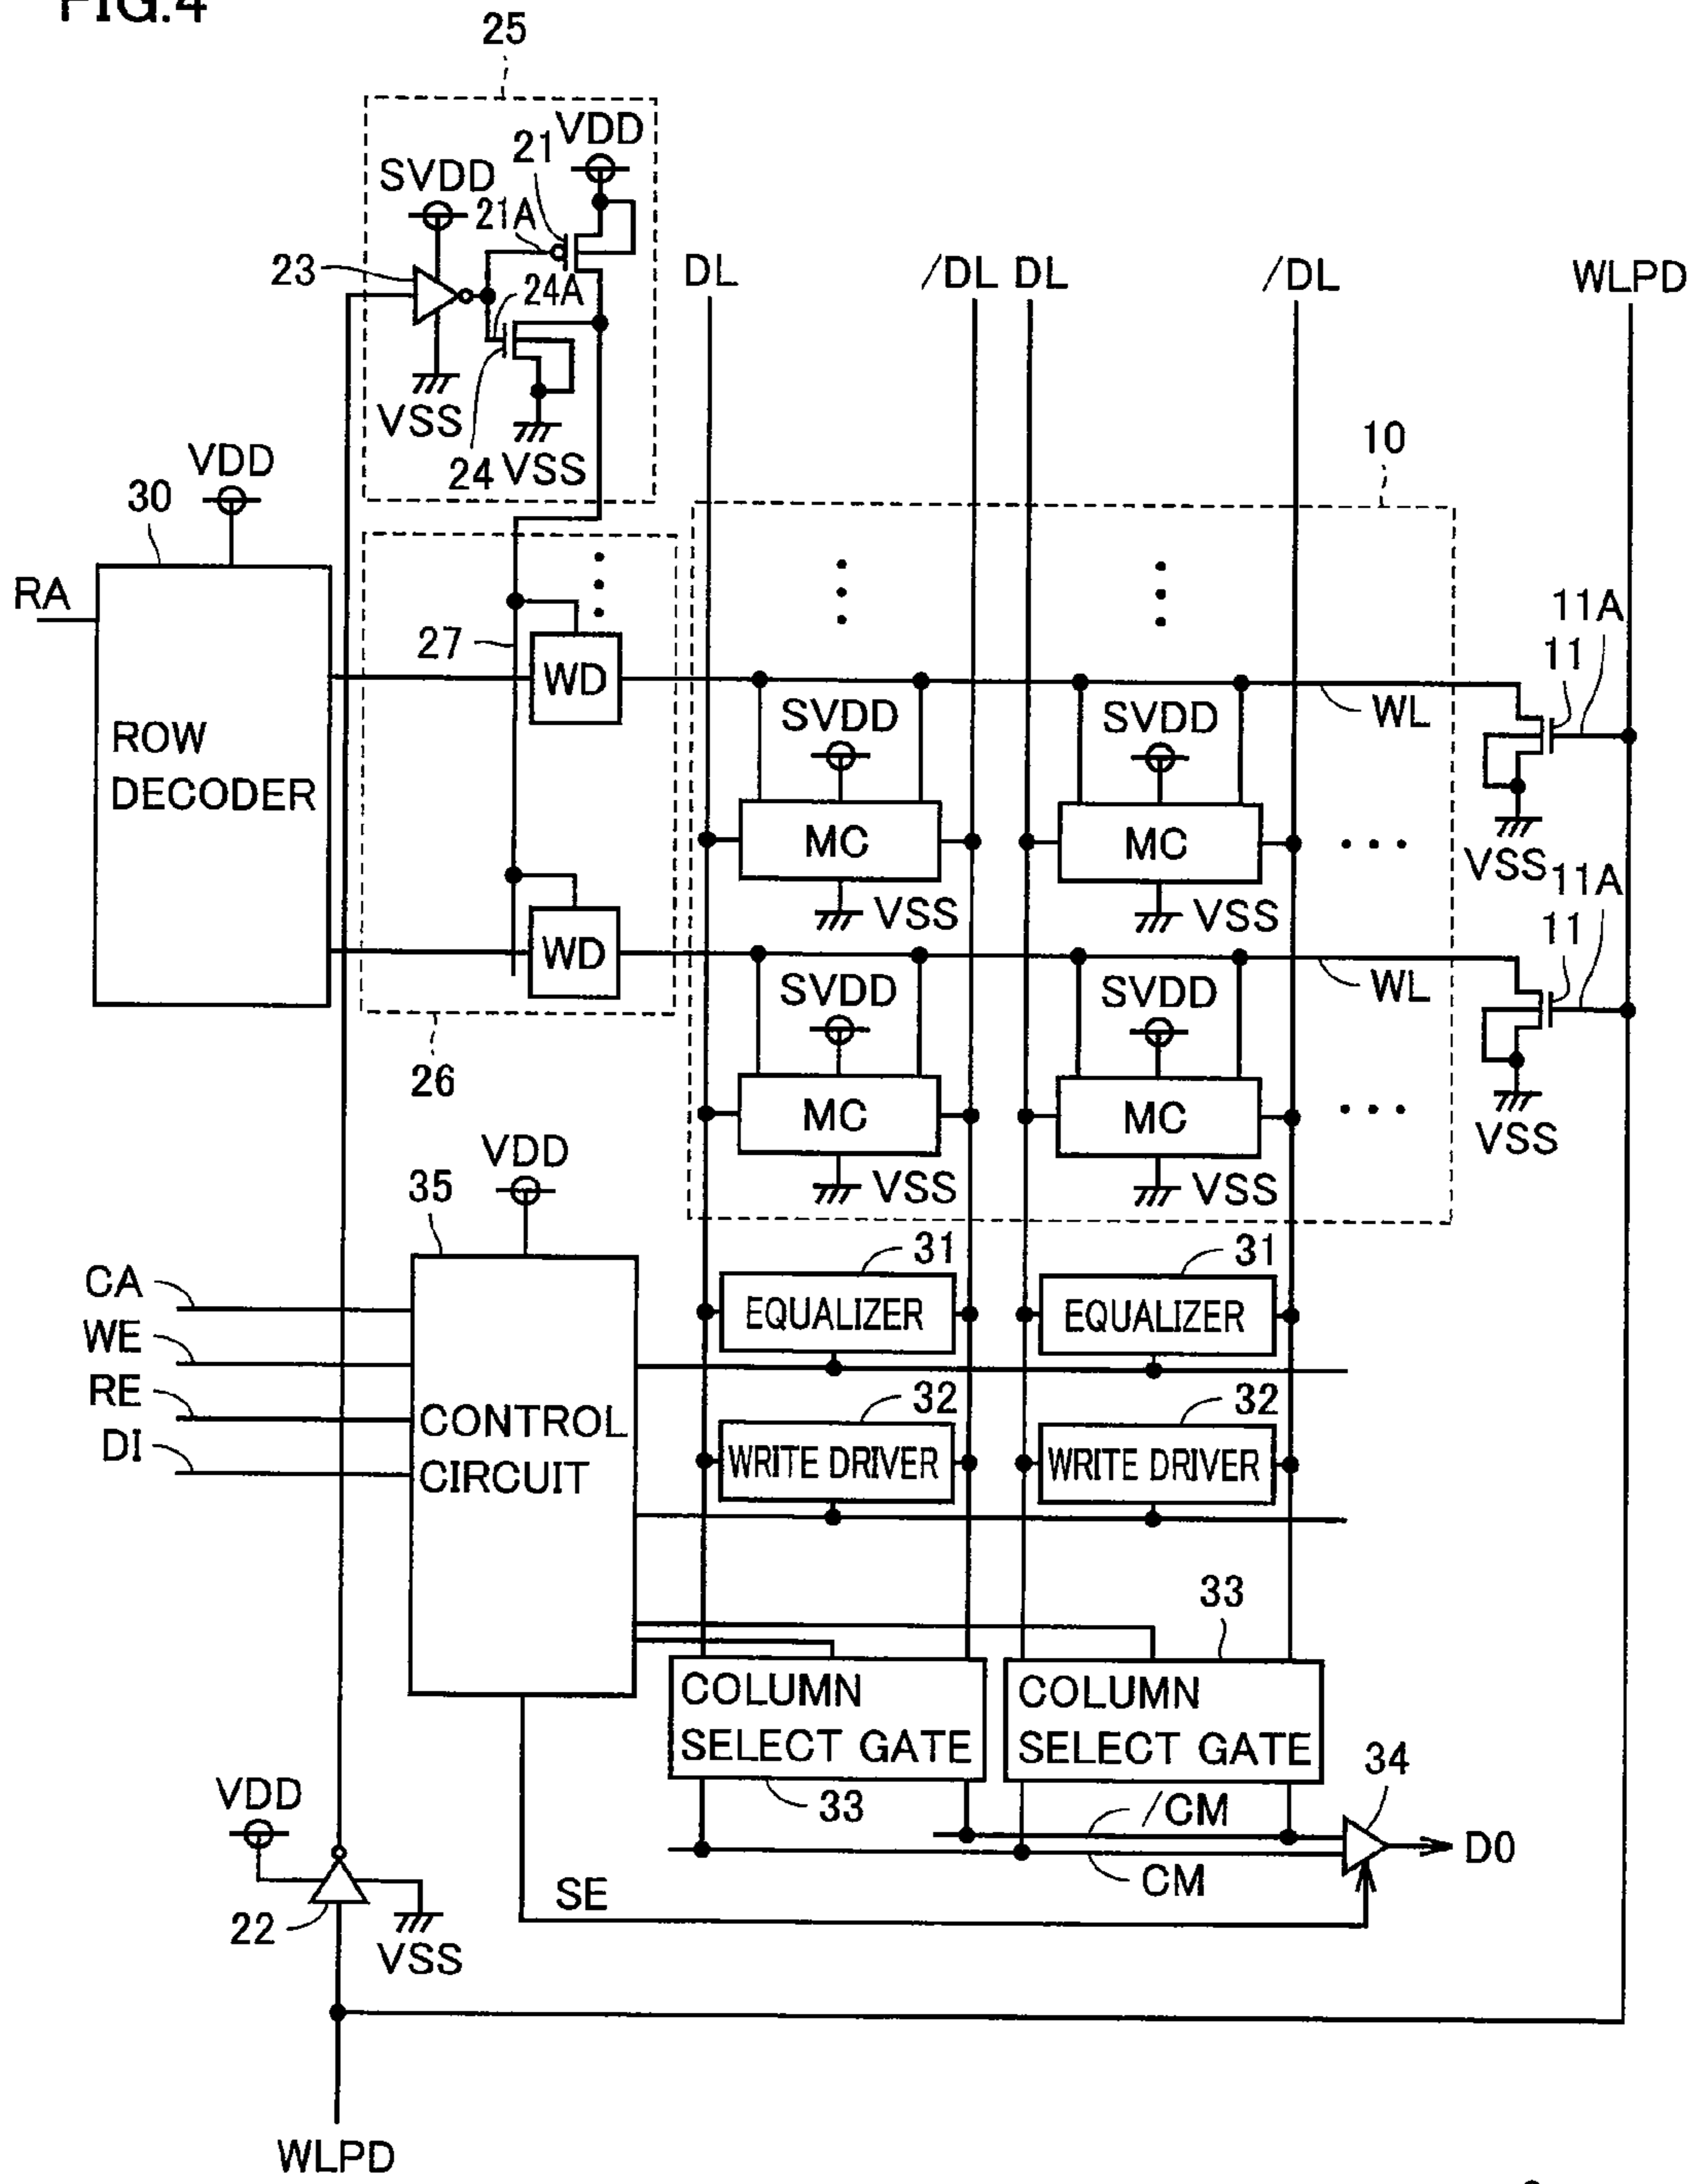 FIG.4
25
21 VDD
SVDD
21A
23
24A
DL /DL DL /DL WLPD
VSS
24 VSS
10
VDD
30
RA
11A
27
11
WD
WL
SVDD SVDD
ROW
DECODER
MC MC ...
VSS
VSS VSS
11A
11
WD
WL
SVDD SVDD
26
MC MC ...
VSS
VDD
35
VSS VSS
31 31
CA
EQUALIZER EQUALIZER
WE
RE
32 32
CONTROL
DI
WRITE DRIVER WRITE DRIVER
CIRCUIT
33
COLUMN COLUMN
SELECT GATE SELECT GATE
34
VDD
33
/CM
D0
CM
SE
22
VSS
WLPD